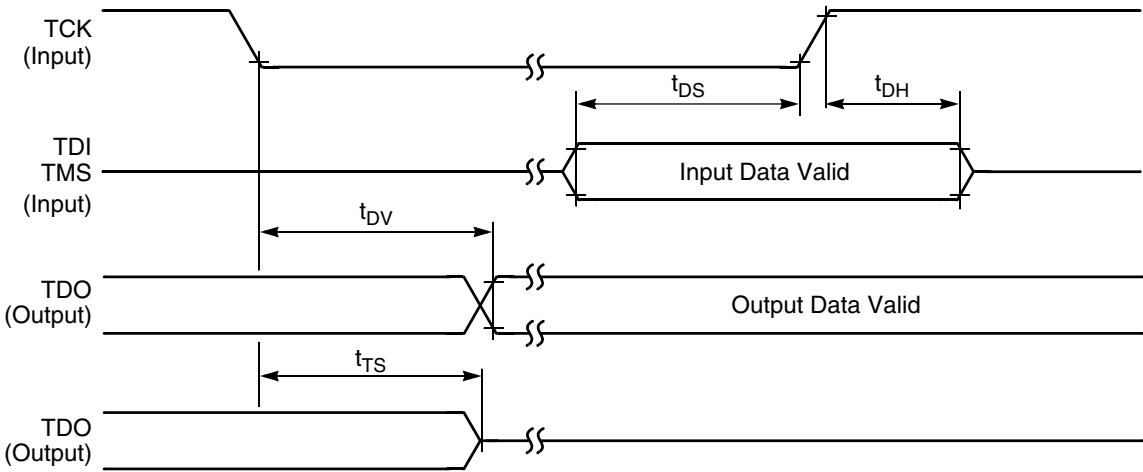 TCK
(Input)
tDS
tDH
TDI
TMS
(Input)
Input Data Valid
tDV
TDO
(Output)
Output Data Valid
tTS
TDO
(Output)